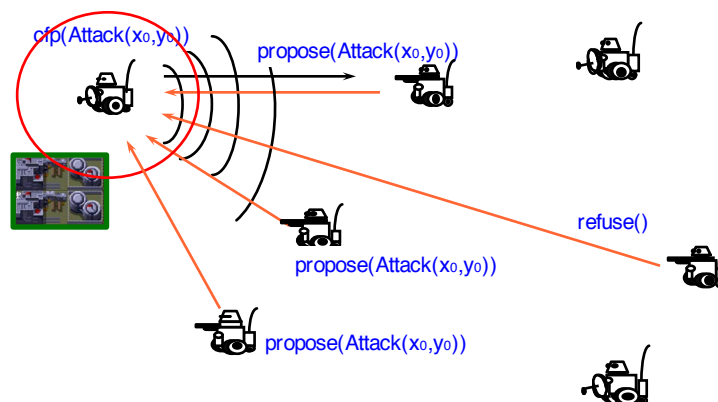 cfp(Attack(x₀,y₀))
propose(Attack(x₀,y₀))
refuse()
propose(Attack(x₀,y₀))
propose(Attack(x₀,y₀))